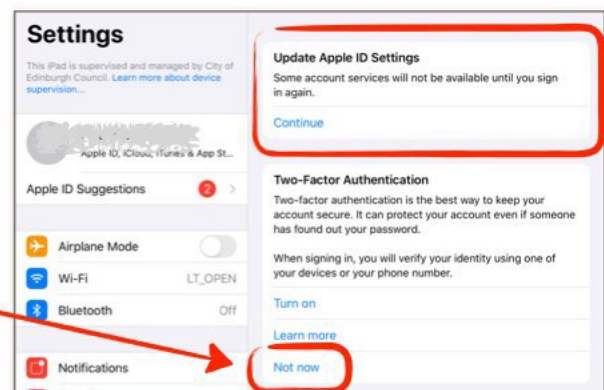 Settings
This iPad is supervised and managed by City of
Edinburgh Council. Learn more about device
supervision...
Apple ID, iCloud, iTunes & App St...
Apple ID Suggestions
2
Airplane Mode
Wi-Fi
LT_OPEN
Bluetooth
Off
Notifications
Update Apple ID Settings
Some account services will not be available until you sign
in again.
Continue
Two-Factor Authentication
Two-factor authentication is the best way to keep your
account secure. It can protect your account even if someone
has found out your password.
When signing in, you will verify your identity using one of
your devices or your phone number.
Turn on
Learn more
Not now